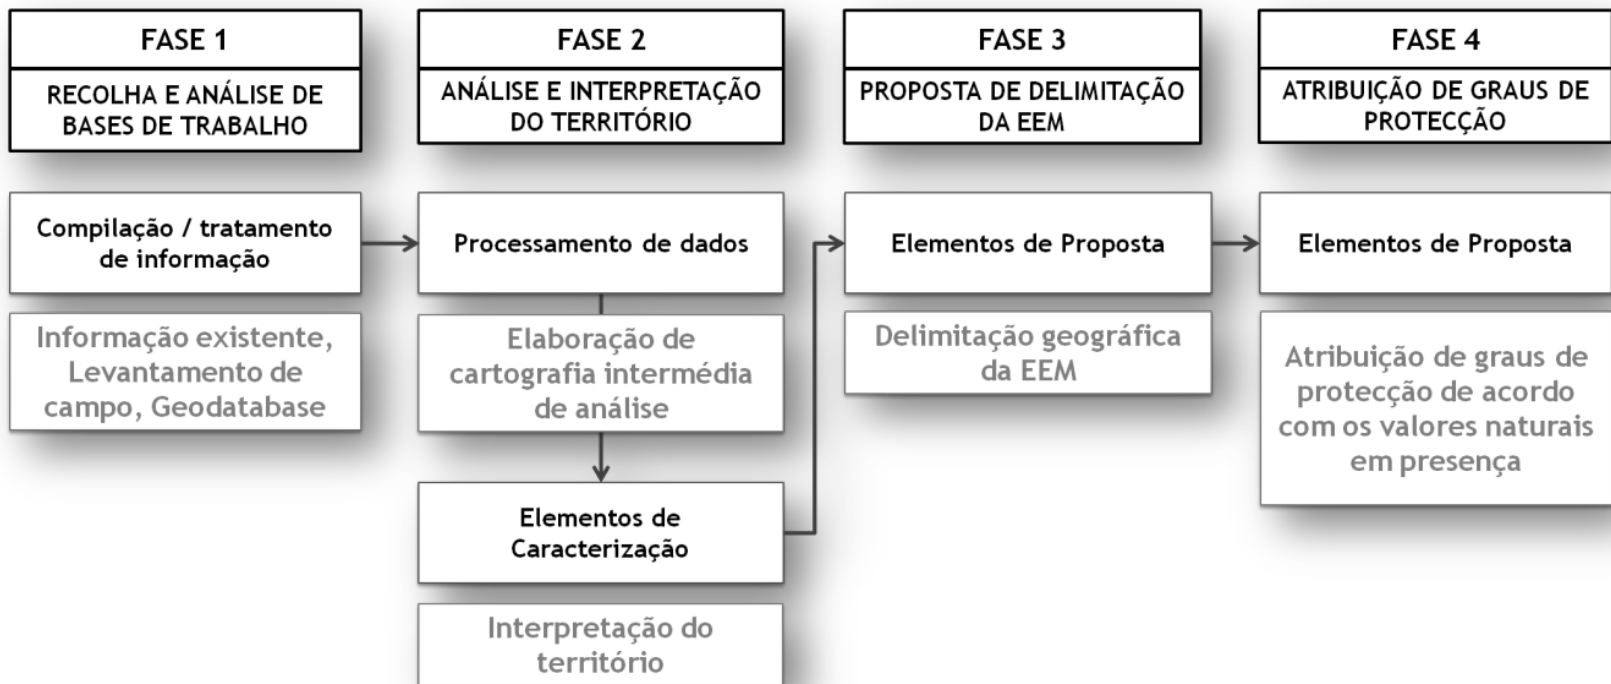 FASE 1
RECOLHA E ANÁLISE DE
BASES DE TRABALHO
Compilação / tratamento
de informação
Informação existente,
Levantamento de
campo, Geodatabase
FASE 2
ANÁLISE E INTERPRETAÇÃO
DO TERRITÓRIO
Processamento de dados
Elaboração de
cartografia intermédia
de análise
Elementos de
Caracterização
Interpretação do
território
FASE 3
PROPOSTA DE DELIMITAÇÃO
DA EEM
Elementos de Proposta
Delimitação geográfica
da EEM
FASE 4
ATRIBUIÇÃO DE GRAUS DE
PROTECÇÃO
Elementos de Proposta
Atribuição de graus de
protecção de acordo
com os valores naturais
em presença